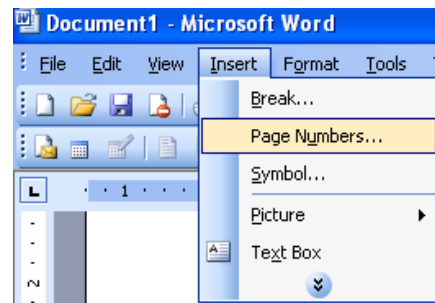 Document1 - Microsoft Word
File Edit View Insert Format Tools
Break...
Page Numbers...
Symbol...
Picture
Text Box
L
1
2